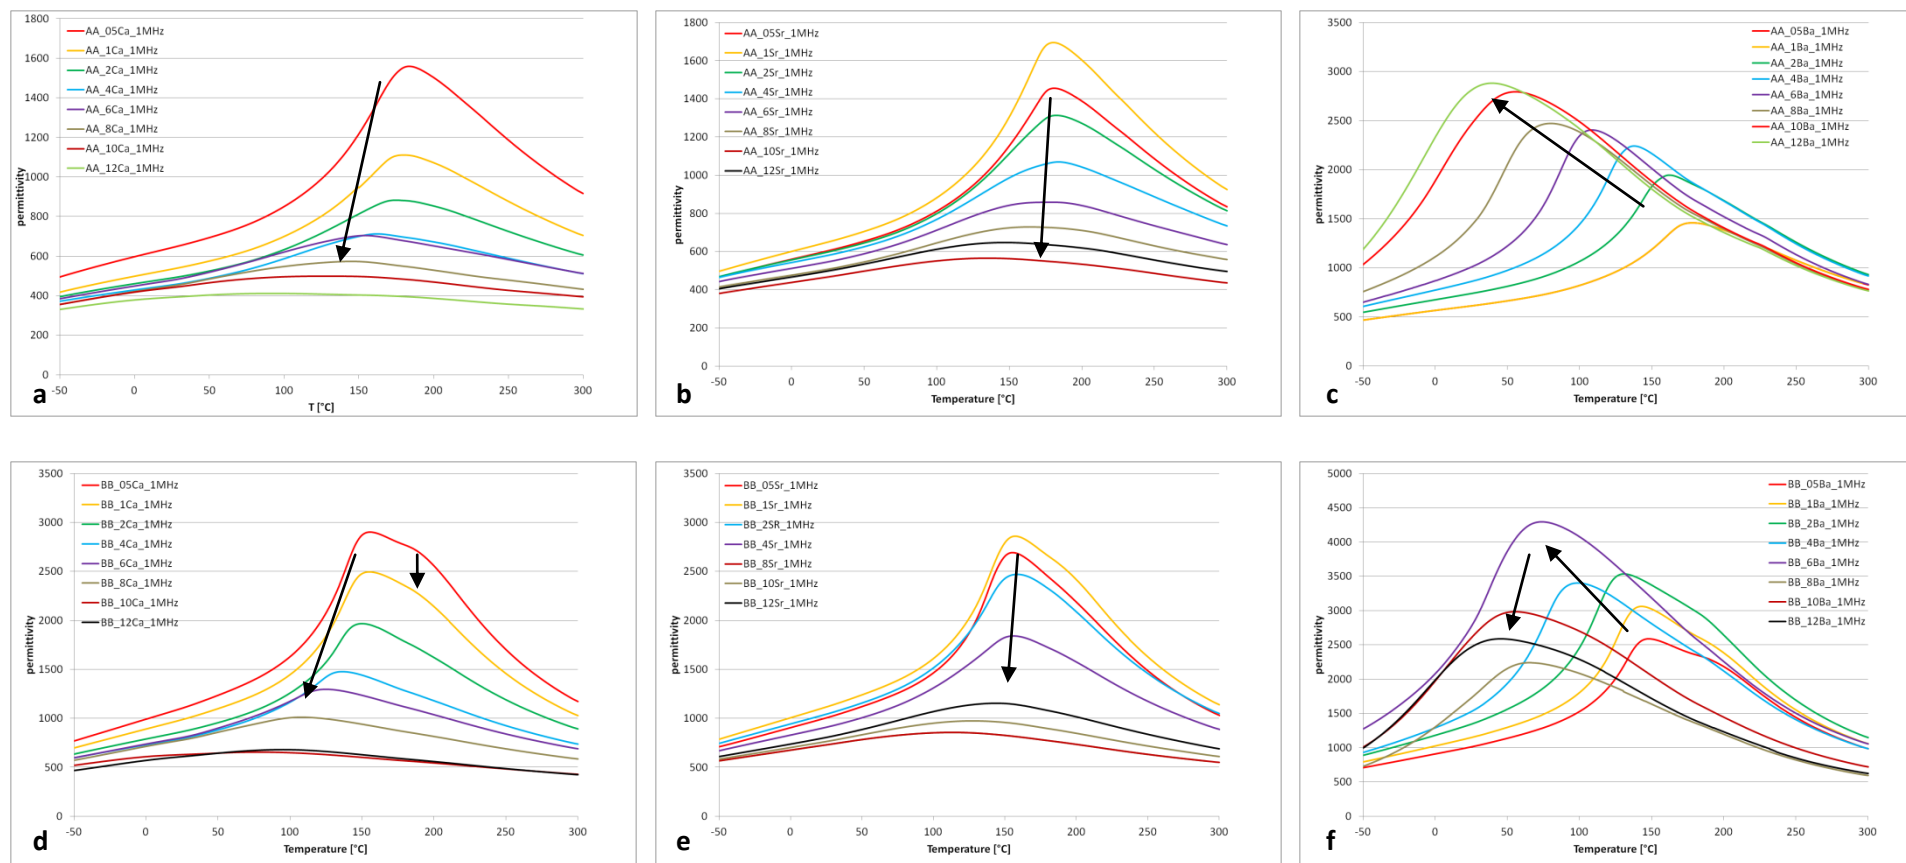 1800
1600
1400
1200
1000
800
600
400
200
0
permittivity
AA_05Ca_1MHz
AA_1Ca_1MHz
AA_2Ca_1MHz
AA_4Ca_1MHz
AA_6Ca_1MHz
AA_8Ca_1MHz
AA_10Ca_1MHz
AA_12Ca_1MHz
-50 0 50 100 150 200 250 300
T [°C]
a
1800
1600
1400
1200
1000
800
600
400
200
0
permittivity
AA_05Sr_1MHz
AA_1Sr_1MHz
AA_2Sr_1MHz
AA_4Sr_1MHz
AA_6Sr_1MHz
AA_8Sr_1MHz
AA_10Sr_1MHz
AA_12Sr_1MHz
-50 0 50 100 150 200 250 300
Temperature [°C]
b
3500
3000
2500
2000
1500
1000
500
0
permittivity
AA_05Ba_1MHz
AA_1Ba_1MHz
AA_2Ba_1MHz
AA_4Ba_1MHz
AA_6Ba_1MHz
AA_8Ba_1MHz
AA_10Ba_1MHz
AA_12Ba_1MHz
-50 0 50 100 150 200 250 300
Temperature [°C]
c
3500
3000
2500
2000
1500
1000
500
0
permittivity
BB_05Ca_1MHz
BB_1Ca_1MHz
BB_2Ca_1MHz
BB_4Ca_1MHz
BB_6Ca_1MHz
BB_8Ca_1MHz
BB_10Ca_1MHz
BB_12Ca_1MHz
-50 0 50 100 150 200 250 300
Temperature [°C]
d
3500
3000
2500
2000
1500
1000
500
0
permittivity
BB_05Sr_1MHz
BB_1Sr_1MHz
BB_2SR_1MHz
BB_4Sr_1MHz
BB_8Sr_1MHz
BB_10Sr_1MHz
BB_12Sr_1MHz
-50 0 50 100 150 200 250 300
Temperature [°C]
e
5000
4500
4000
3500
3000
2500
2000
1500
1000
500
0
permittivity
BB_05Ba_1MHz
BB_1Ba_1MHz
BB_2Ba_1MHz
BB_4Ba_1MHz
BB_6Ba_1MHz
BB_8Ba_1MHz
BB_10Ba_1MHz
BB_12Ba_1MHz
-50 0 50 100 150 200 250 300
Temperature [°C]
f